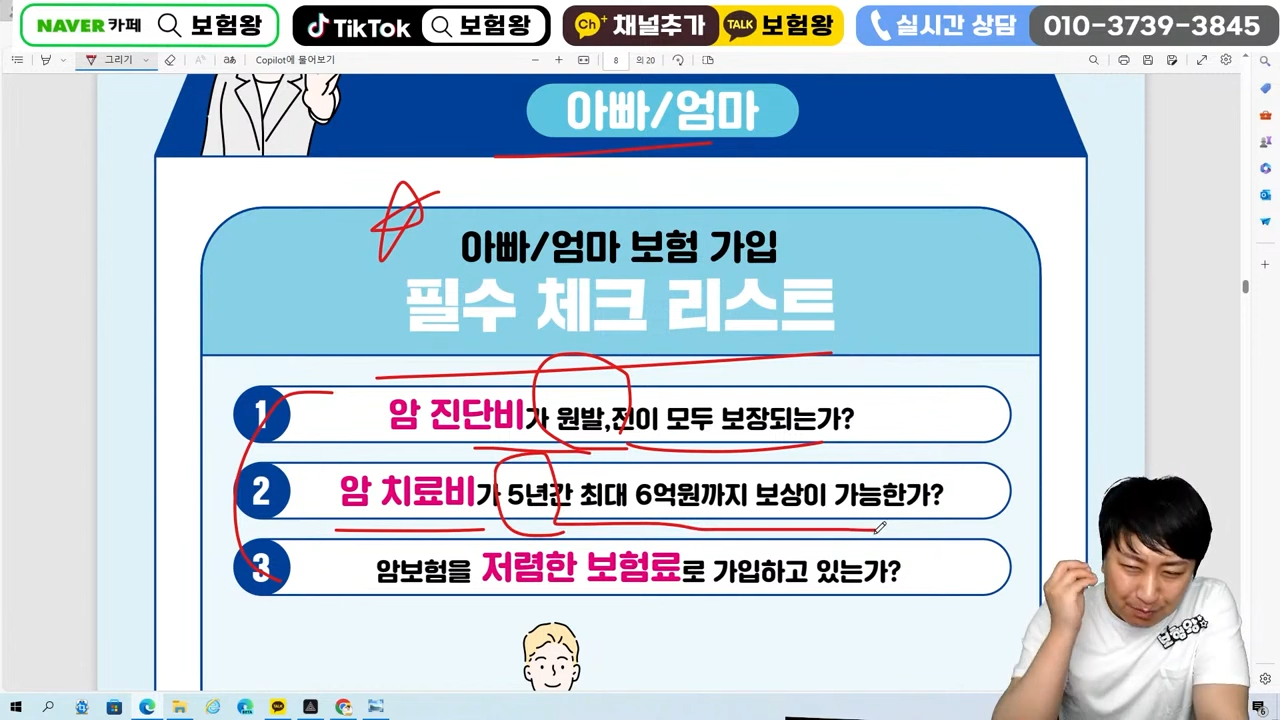 NAVER 카페 보험왕
TikTok 보험왕
Ch+ 채널추가 TALK 보험왕
실시간 상담 010-3739-3845
그리기
aあ
Copilot에 물어보기
8 의 20
아빠/엄마
아빠/엄마 보험 가입
필수 체크 리스트
1 암 진단비가 원발,전이 모두 보장되는가?
2 암 치료비가 5년간 최대 6억원까지 보상이 가능한가?
3 암보험을 저렴한 보험료로 가입하고 있는가?
보험왕